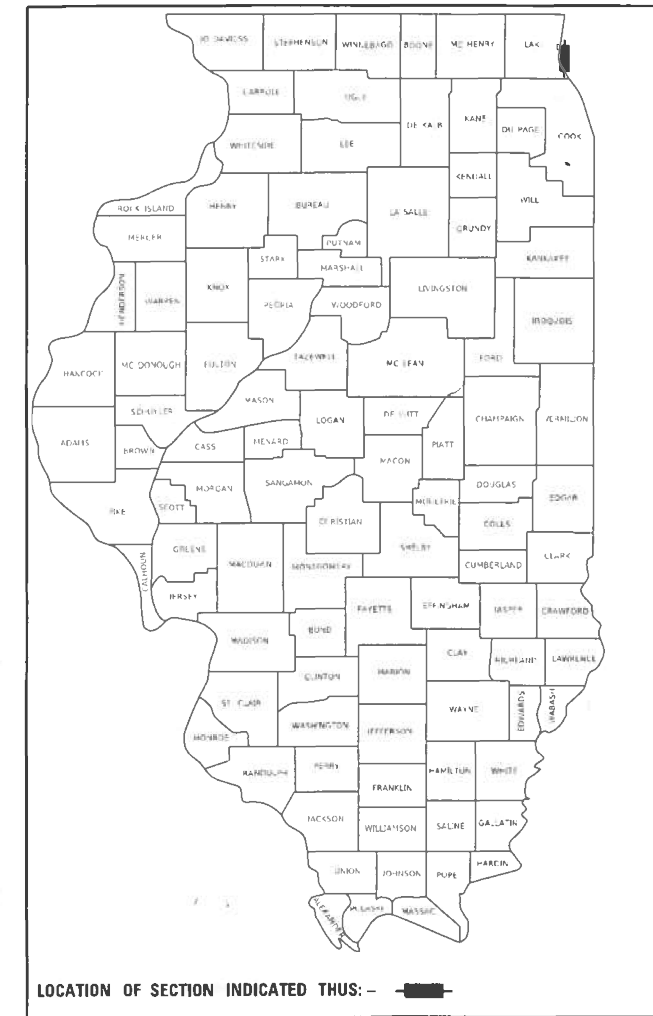 JO DAVIESS STEPHENSON WINNEBAGO BOONE MC HENRY LAK
CARROLL OGLE DE KALB KANE DU PAGE COOK
WHITESIDE LEE
KENDALL
ROCK ISLAND HENRY BUREAU LA SALLE WILL
MERCER PUTNAM GRUNDY
STARK MARSHALL KANKAKEE
HENDERSON WARREN KNOX PEORIA WOODFORD LIVINGSTON
IROQUOIS
HANCOCK MC DONOUGH FULTON TAZEWELL MC LEAN FORD
SCHUYLER MASON LOGAN DE WITT CHAMPAIGN VERMILION
ADAMS BROWN CASS MENARD PIATT
MACON
PIKE SCOTT MORGAN SANGAMON MOULTRIE DOUGLAS EDGAR
CHRISTIAN COLES
CALHOUN GREENE MACOUPIN MONTGOMERY SHELBY CUMBERLAND CLARK
JERSEY FAYETTE EFFINGHAM JASPER CRAWFORD
MADISON BOND
CLAY RICHLAND LAWRENCE
CLINTON MARION
ST. CLAIR WAYNE EDWARDS WABASH
MONROE WASHINGTON JEFFERSON
RANDOLPH PERRY HAMILTON WHITE
FRANKLIN
JACKSON WILLIAMSON SALINE GALLATIN
UNION JOHNSON POPE HARDIN
ALEXANDER PULASKI MASSAC
LOCATION OF SECTION INDICATED THUS: –